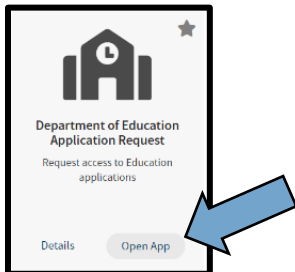 Department of Education
Application Request
Request access to Education
applications
Details
Open App